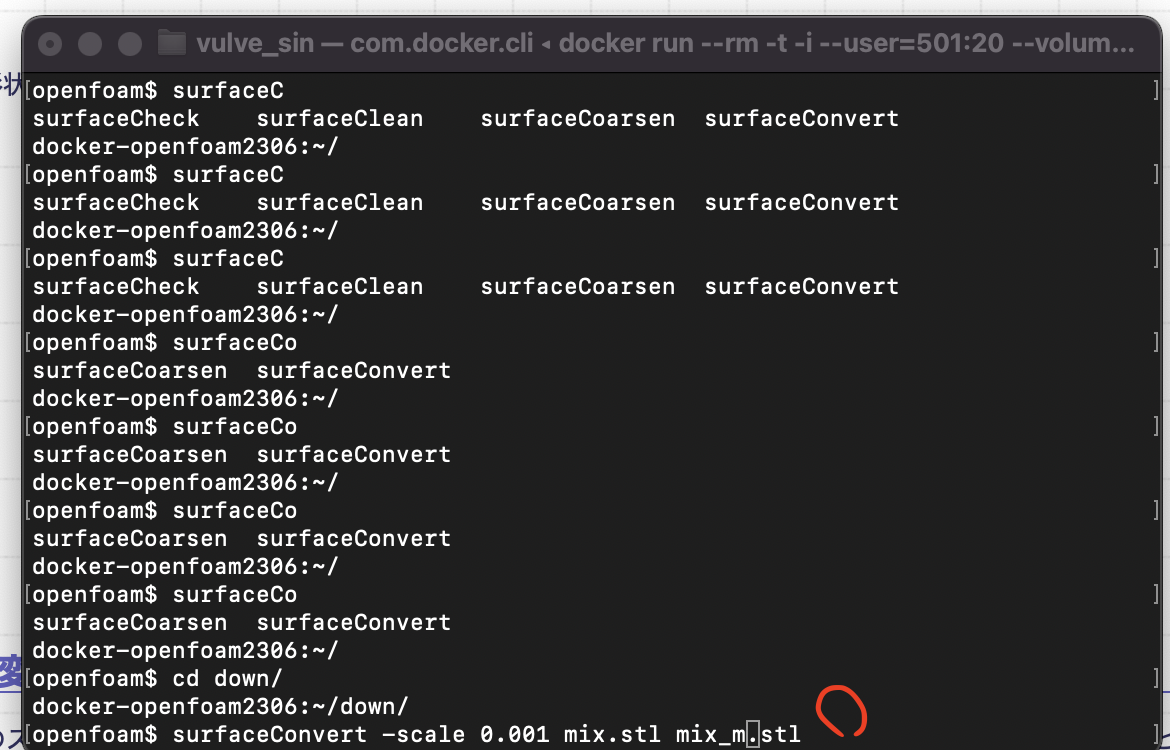 vulve_sin — com.docker.cli ◂ docker run --rm -t -i --user=501:20 --volum...
[openfoam$ surfaceC ]
surfaceCheck surfaceClean surfaceCoarsen surfaceConvert
docker-openfoam2306:~/
[openfoam$ surfaceC ]
surfaceCheck surfaceClean surfaceCoarsen surfaceConvert
docker-openfoam2306:~/
[openfoam$ surfaceC ]
surfaceCheck surfaceClean surfaceCoarsen surfaceConvert
docker-openfoam2306:~/
[openfoam$ surfaceCo ]
surfaceCoarsen surfaceConvert
docker-openfoam2306:~/
[openfoam$ surfaceCo ]
surfaceCoarsen surfaceConvert
docker-openfoam2306:~/
[openfoam$ surfaceCo ]
surfaceCoarsen surfaceConvert
docker-openfoam2306:~/
[openfoam$ surfaceCo ]
surfaceCoarsen surfaceConvert
docker-openfoam2306:~/
[openfoam$ cd down/ ]
docker-openfoam2306:~/down/
[openfoam$ surfaceConvert -scale 0.001 mix.stl mix_m.stl ]